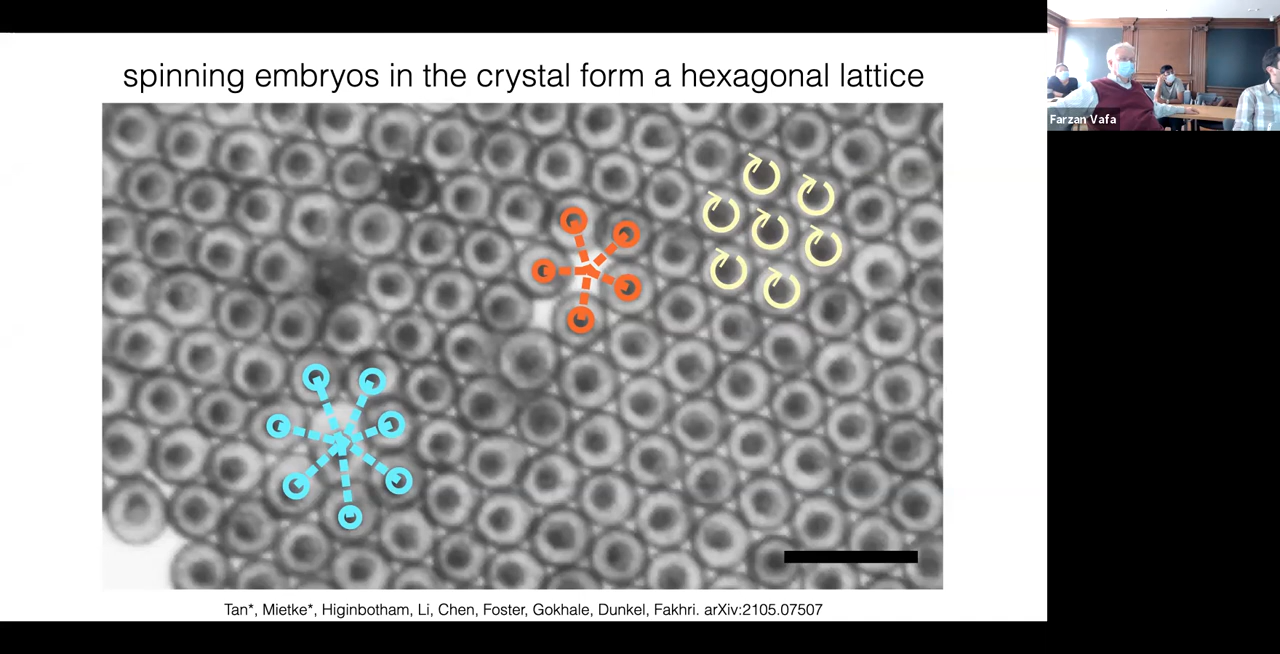 spinning embryos in the crystal form a hexagonal lattice
Farzan Vafa
Tan*, Mietke*, Higinbotham, Li, Chen, Foster, Gokhale, Dunkel, Fakhri. arXiv:2105.07507